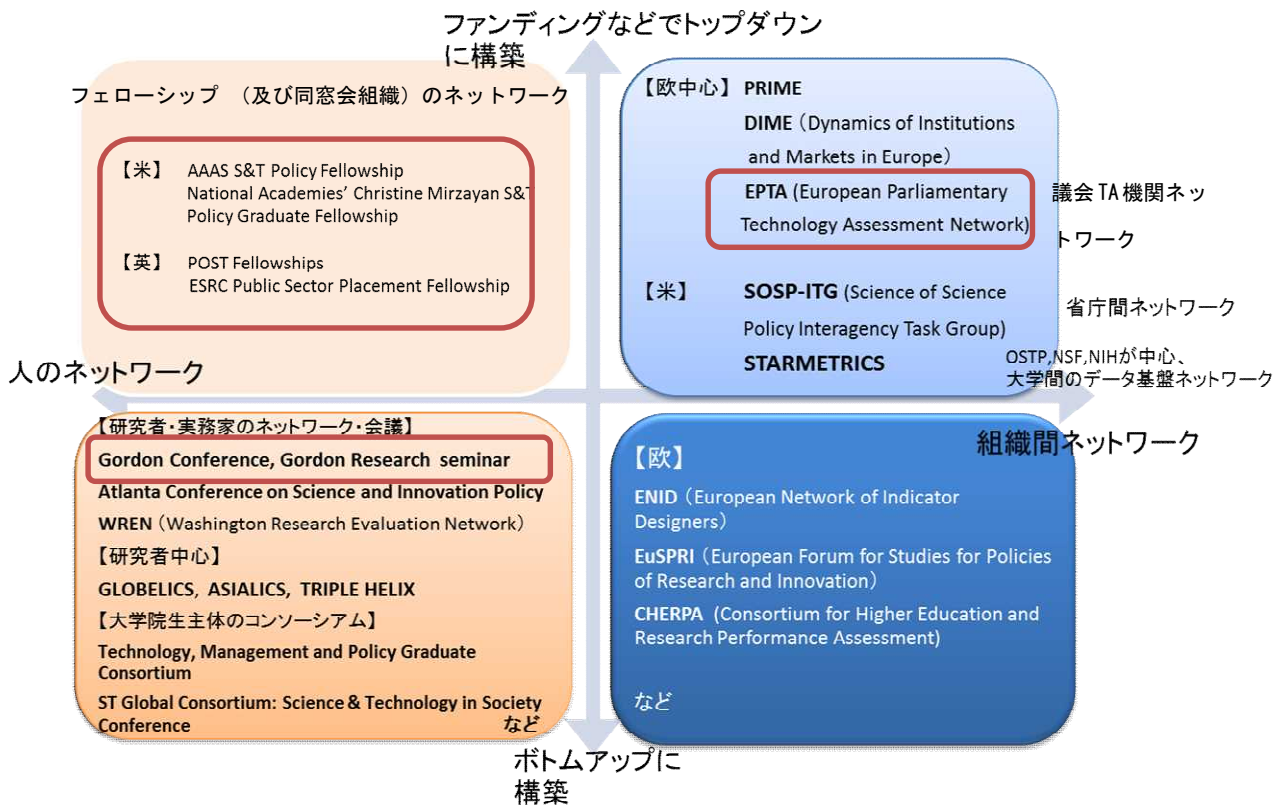 ファンディングなどでトップダウン
に構築
フェローシップ （及び同窓会組織）のネットワーク
【米】 AAAS S&T Policy Fellowship
National Academies’ Christine Mirzayan S&T
Policy Graduate Fellowship
【英】 POST Fellowships
ESRC Public Sector Placement Fellowship
【欧中心】 PRIME
DIME（Dynamics of Institutions
and Markets in Europe）
EPTA (European Parliamentary
Technology Assessment Network)
議会 TA 機関ネッ
トワーク
【米】 SOSP-ITG (Science of Science
Policy Interagency Task Group)
省庁間ネットワーク
STARMETRICS
OSTP,NSF,NIHが中心、
大学間のデータ基盤ネットワーク
人のネットワーク
組織間ネットワーク
【研究者・実務家のネットワーク・会議】
Gordon Conference, Gordon Research seminar
Atlanta Conference on Science and Innovation Policy
WREN（Washington Research Evaluation Network）
【研究者中心】
GLOBELICS, ASIALICS, TRIPLE HELIX
【大学院生主体のコンソーシアム】
Technology, Management and Policy Graduate
Consortium
ST Global Consortium: Science & Technology in Society
Conference など
【欧】
ENID（European Network of Indicator
Designers）
EuSPRI（European Forum for Studies for Policies
of Research and Innovation）
CHERPA (Consortium for Higher Education and
Research Performance Assessment)
など
ボトムアップに
構築